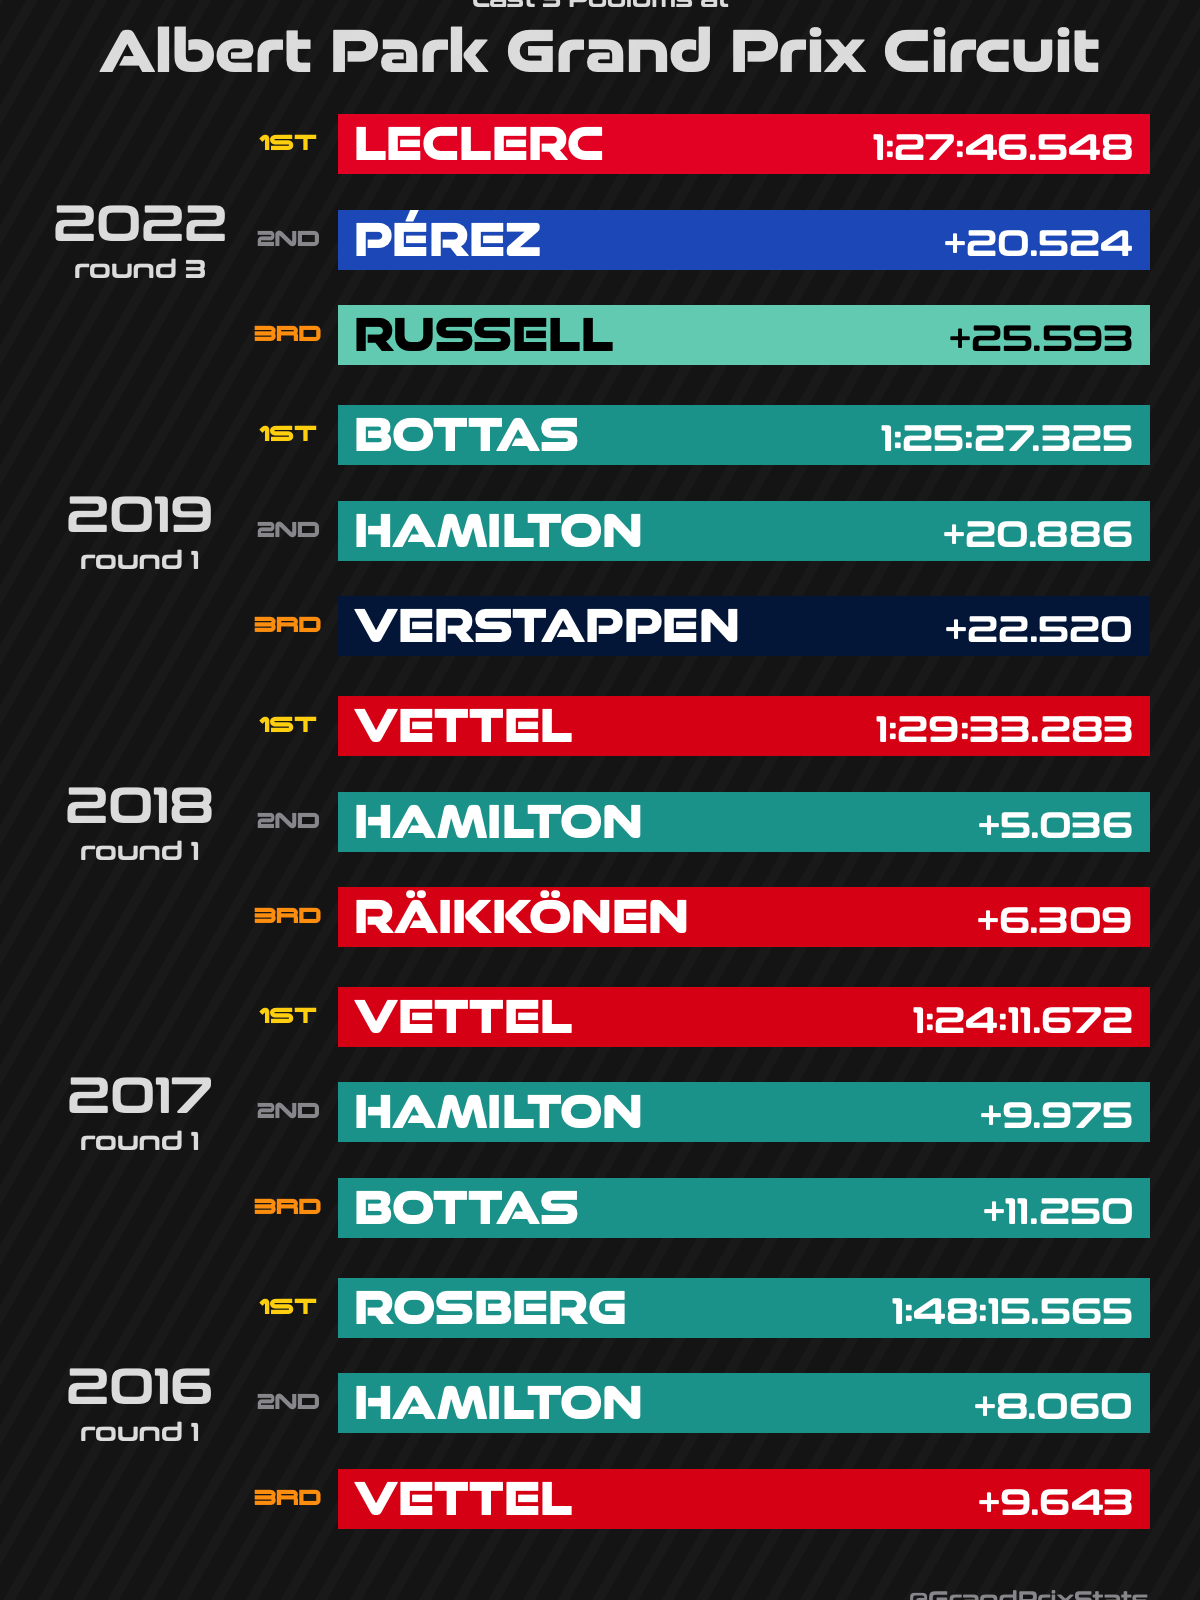 Last 5 Podiums at
Albert Park Grand Prix Circuit
1ST LECLERC 1:27:46.548
2022
round 3
2ND PÉREZ +20.524
3RD RUSSELL +25.593
1ST BOTTAS 1:25:27.325
2019
round 1
2ND HAMILTON +20.886
3RD VERSTAPPEN +22.520
1ST VETTEL 1:29:33.283
2018
round 1
2ND HAMILTON +5.036
3RD RÄIKKÖNEN +6.309
1ST VETTEL 1:24:11.672
2017
round 1
2ND HAMILTON +9.975
3RD BOTTAS +11.250
1ST ROSBERG 1:48:15.565
2016
round 1
2ND HAMILTON +8.060
3RD VETTEL +9.643
@GrandPrixStats